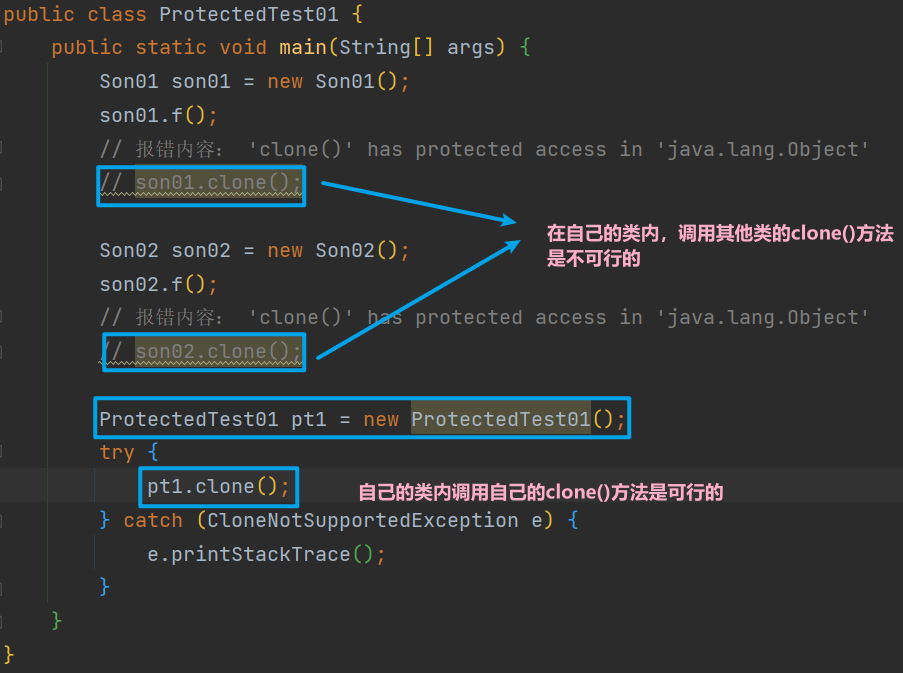 public class ProtectedTest01 {
public static void main(String[] args) {
Son01 son01 = new Son01();
son01.f();
// 报错内容： 'clone()' has protected access in 'java.lang.Object'
// son01.clone();
在自己的类内，调用其他类的clone()方法
是不可行的
Son02 son02 = new Son02();
son02.f();
// 报错内容： 'clone()' has protected access in 'java.lang.Object'
// son02.clone();
ProtectedTest01 pt1 = new ProtectedTest01();
try {
pt1.clone(); 自己的类内调用自己的clone()方法是可行的
} catch (CloneNotSupportedException e) {
e.printStackTrace();
}
}
}